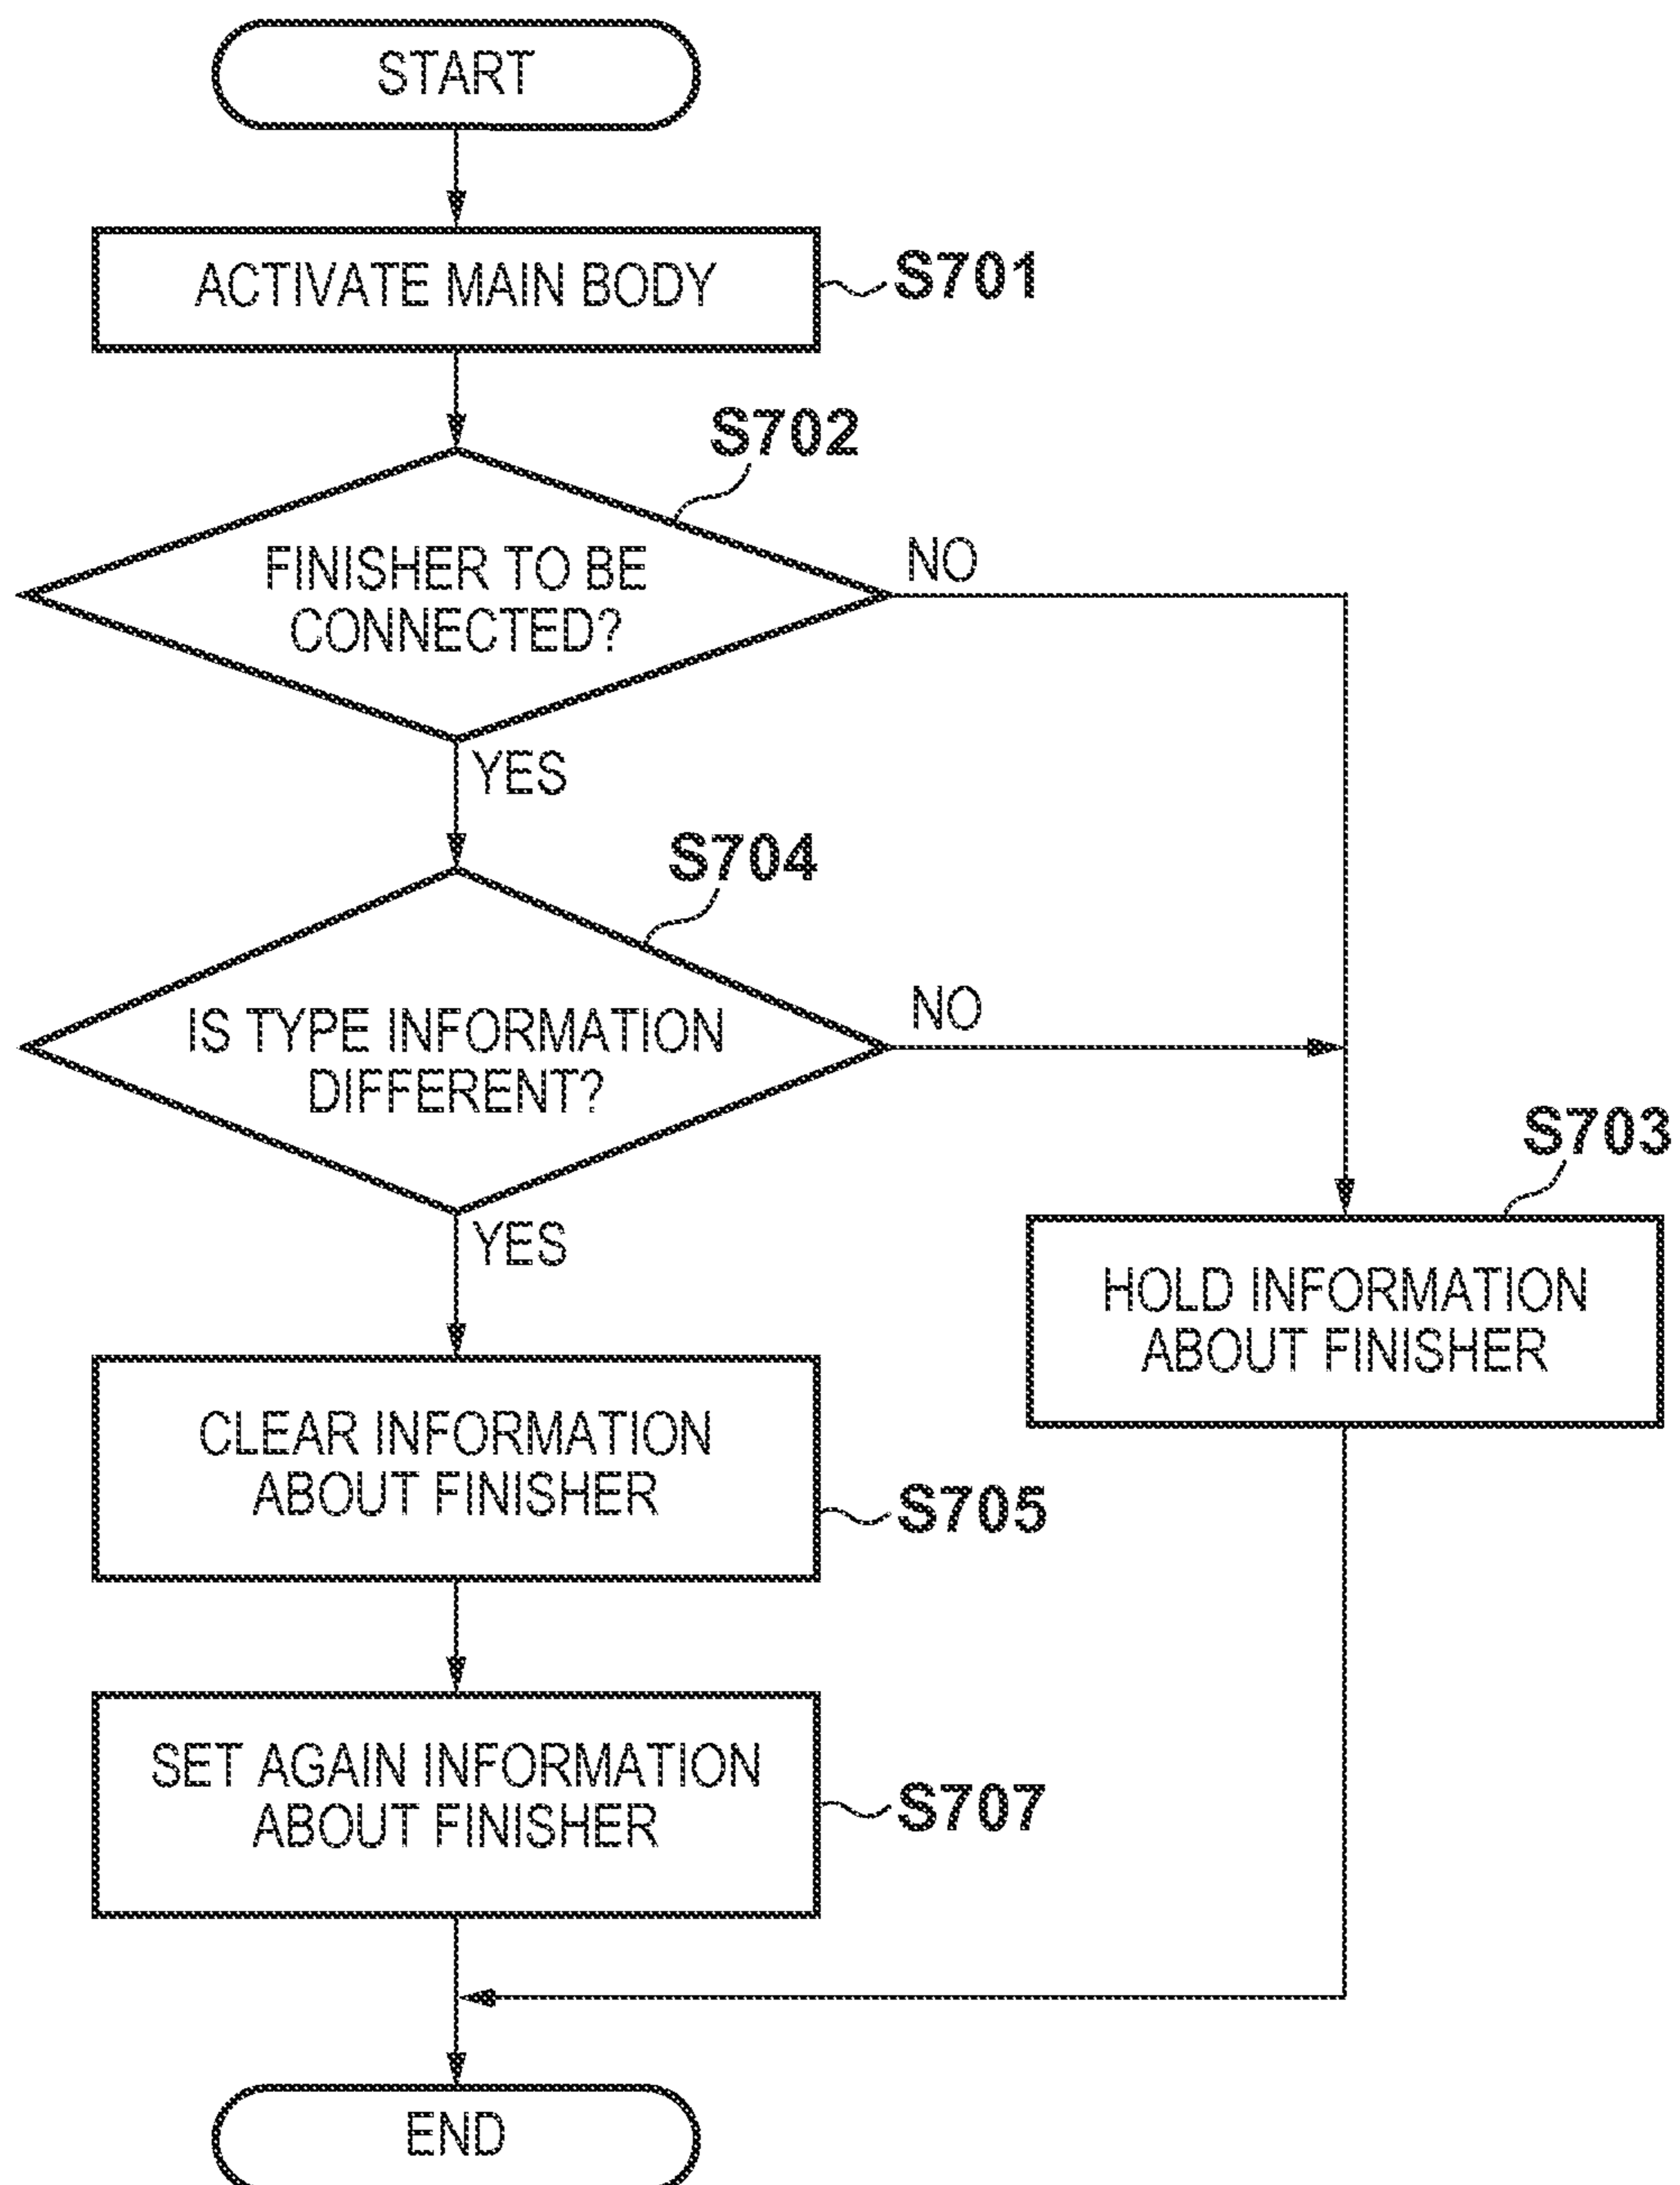 START
ACTIVATE MAIN BODY
S701
S702
FINISHER TO BE
CONNECTED?
NO
YES
S704
IS TYPE INFORMATION
DIFFERENT?
NO
YES
S703
HOLD INFORMATION
ABOUT FINISHER
CLEAR INFORMATION
ABOUT FINISHER
S705
SET AGAIN INFORMATION
ABOUT FINISHER
S707
END